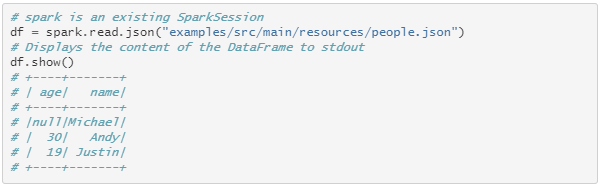 # spark is an existing SparkSession
df = spark.read.json("examples/src/main/resources/people.json")
# Displays the content of the DataFrame to stdout
df.show()
# +----+-------+
# | age|   name|
# +----+-------+
# |null|Michael|
# |  30|   Andy|
# |  19| Justin|
# +----+-------+